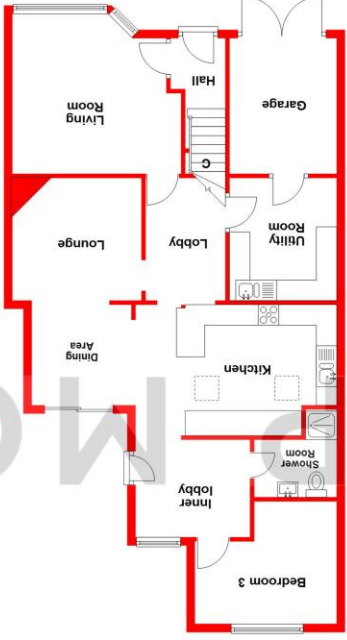 Bedroom 3
Inner
lobby
Shower
Room
Kitchen
Dining
Area
Lounge
Lobby
Utility
Room
C
Hall
Garage
Living
Room